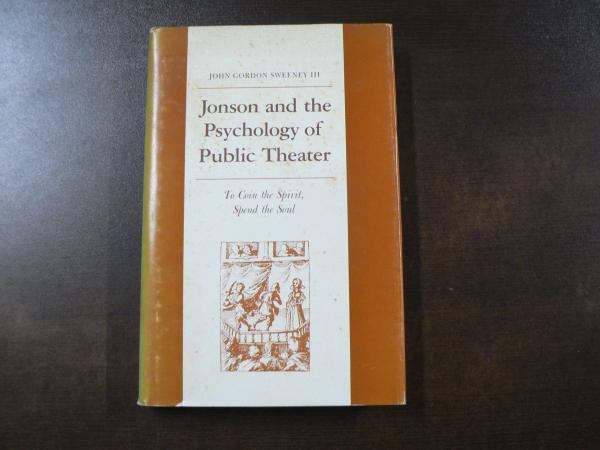 JOHN GORDON SWEENEY III
Jonson and the
Psychology of
Public Theater
To Coin the Spirit,
Spend the Soul